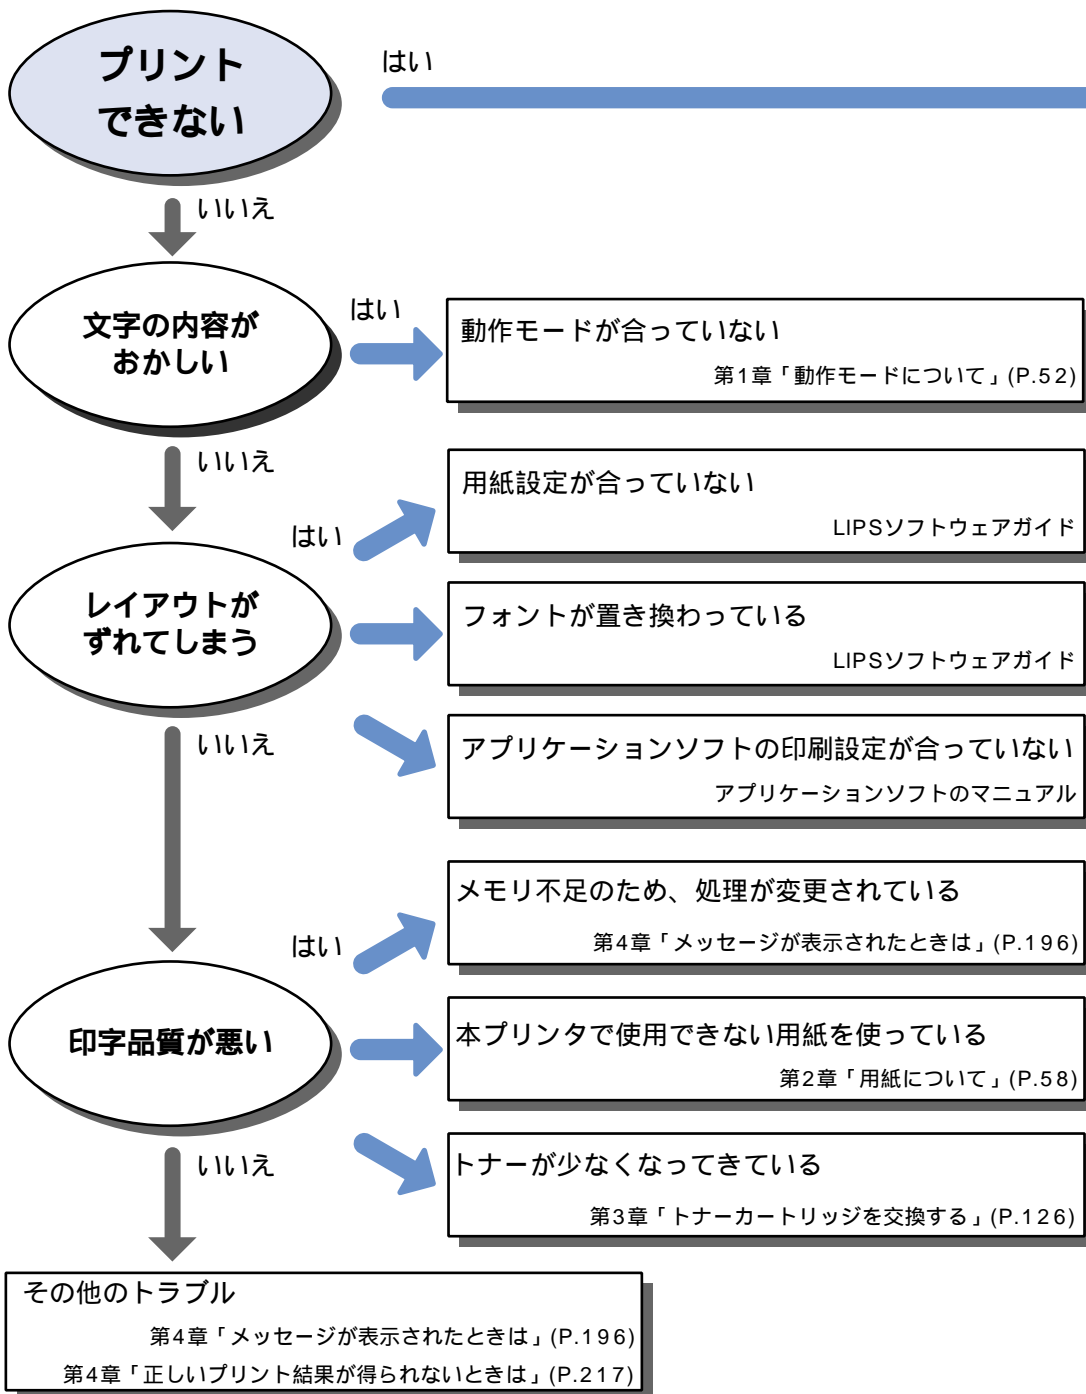 プリント
できない
はい
いいえ
文字の内容が
おかしい
はい
動作モードが合っていない
第1章「動作モードについて」(P.52)
いいえ
用紙設定が合っていない
LIPSソフトウェアガイド
はい
レイアウトが
ずれてしまう
フォントが置き換わっている
LIPSソフトウェアガイド
いいえ
アプリケーションソフトの印刷設定が合っていない
アプリケーションソフトのマニュアル
メモリ不足のため、処理が変更されている
第4章「メッセージが表示されたときは」(P.196)
はい
印字品質が悪い
本プリンタで使用できない用紙を使っている
第2章「用紙について」(P.58)
いいえ
トナーが少なくなってきている
第3章「トナーカートリッジを交換する」(P.126)
その他のトラブル
第4章「メッセージが表示されたときは」(P.196)
第4章「正しいプリント結果が得られないときは」(P.217)